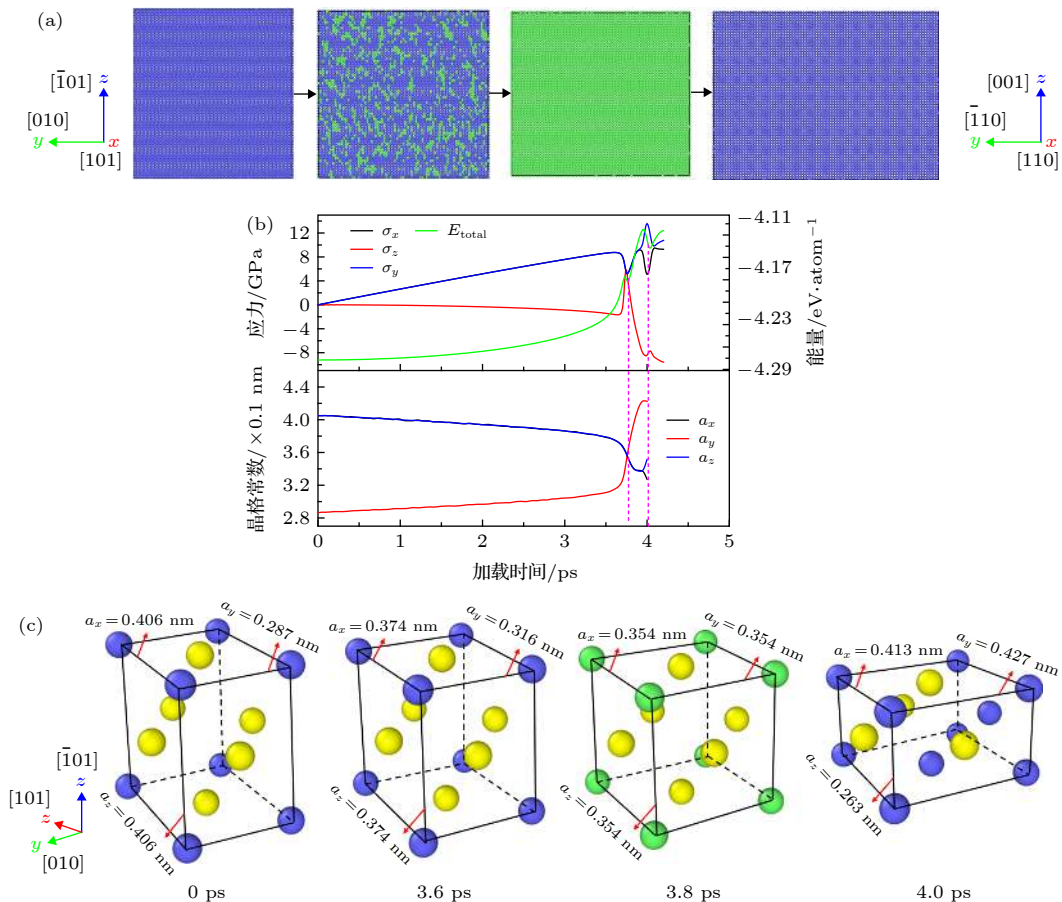 (a)
[1̄01]
z
[010]
y
x
[101]
[001]
z
[1̄10]
y
x
[110]
(b)
σx
Etotal
σz
σy
12
8
4
0
−4
−8
应力/GPa
−4.11
−4.17
−4.23
−4.29
能量/eV·atom⁻¹
4.4
4.0
3.6
3.2
2.8
晶格常数/×0.1 nm
ax
ay
az
0
1
2
3
4
5
加载时间/ps
(c)
ax=0.406 nm
ay=0.287 nm
az=0.406 nm
ax=0.374 nm
ay=0.316 nm
az=0.374 nm
ax=0.354 nm
ay=0.354 nm
az=0.354 nm
ax=0.413 nm
ay=0.427 nm
az=0.263 nm
[1̄01]
z
[101]
z
y
[010]
0 ps
3.6 ps
3.8 ps
4.0 ps